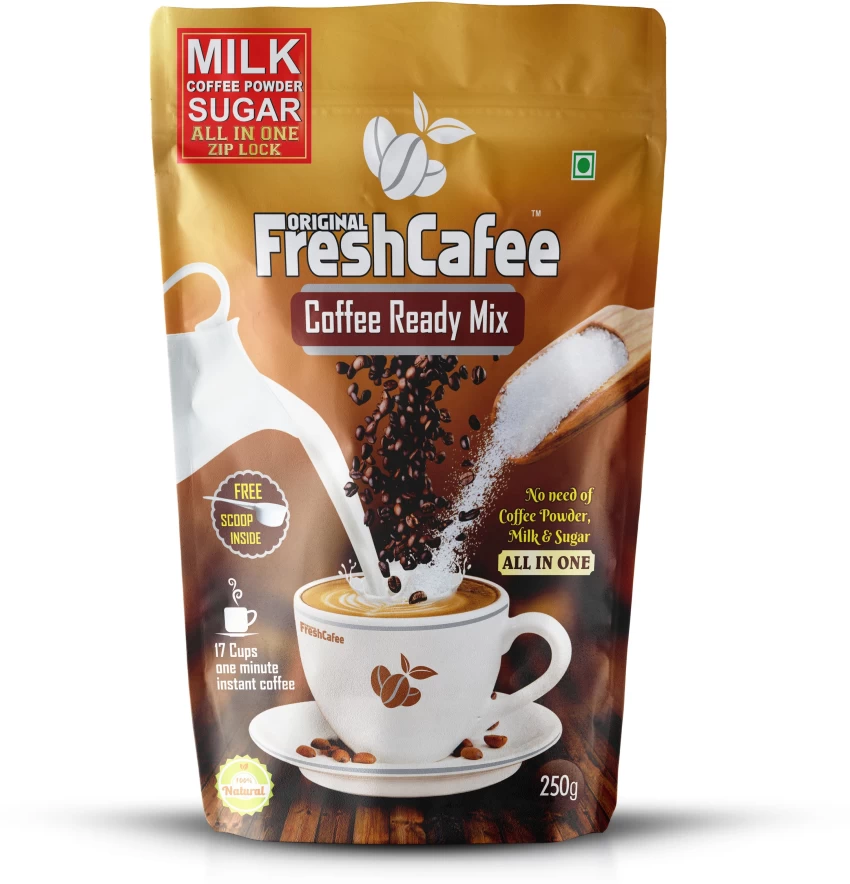 MILK
COFFEE POWDER
SUGAR
ALL IN ONE
ZIP LOCK
ORIGINAL
FreshCafee
TM
Coffee Ready Mix
FREE
SCOOP
INSIDE
No need of
Coffee Powder,
Milk & Sugar
ALL IN ONE
FreshCafee
17 Cups
one minute
instant coffee
100%
Natural
250g